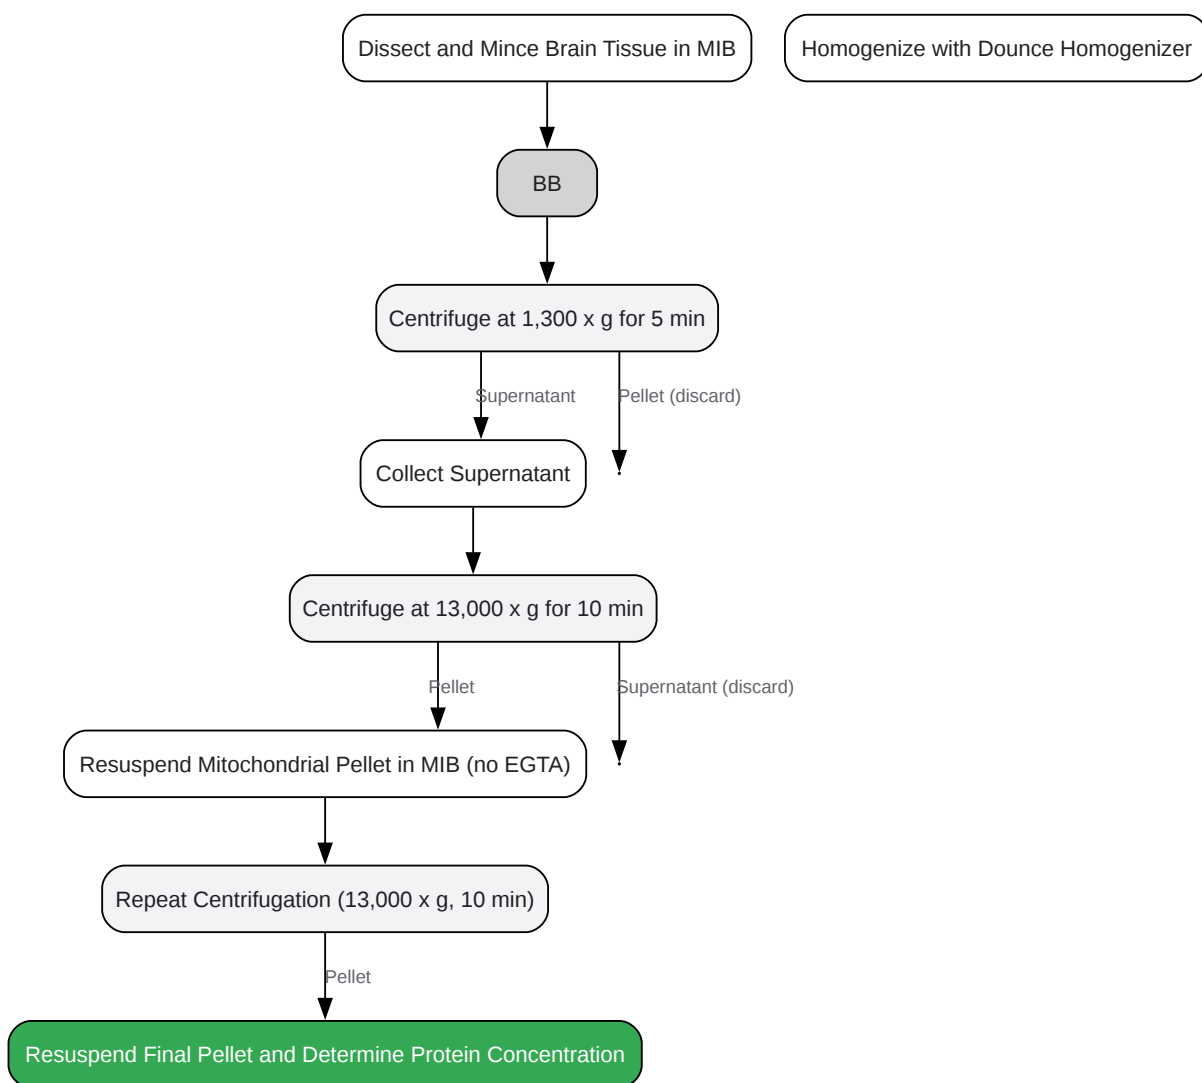 Dissect and Mince Brain Tissue in MIB
Homogenize with Dounce Homogenizer
BB
Centrifuge at 1,300 x g for 5 min
Supernatant
Pellet (discard)
Collect Supernatant
Centrifuge at 13,000 x g for 10 min
Pellet
Supernatant (discard)
Resuspend Mitochondrial Pellet in MIB (no EGTA)
Repeat Centrifugation (13,000 x g, 10 min)
Pellet
Resuspend Final Pellet and Determine Protein Concentration